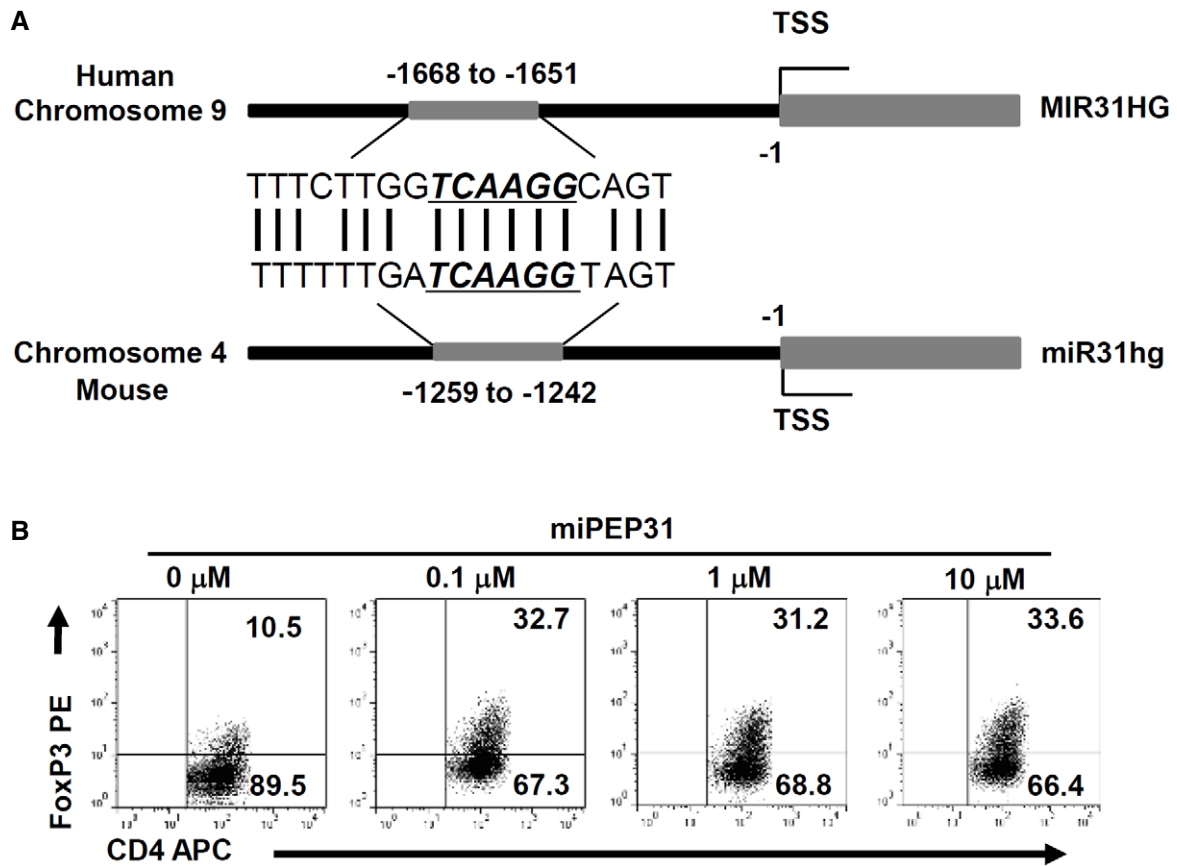 A
TSS
Human
Chromosome 9
-1668 to -1651
MIR31HG
-1
TTTCTTGGTCAAGGCAGT
TTTTTTGATCAAGGTAGT
-1
Chromosome 4
Mouse
miR31hg
-1259 to -1242
TSS
B
miPEP31
0 μM 0.1 μM 1 μM 10 μM
FoxP3 PE
10.5 32.7 31.2 33.6
89.5 67.3 68.8 66.4
CD4 APC